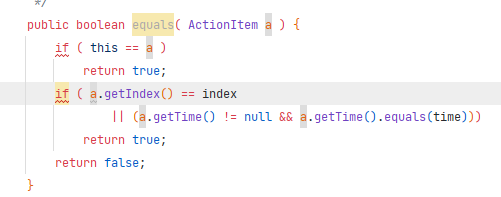 */
public boolean equals( ActionItem a ) {
if ( this == a )
return true;
if ( a.getIndex() == index
|| (a.getTime() != null && a.getTime().equals(time)))
return true;
return false;
}